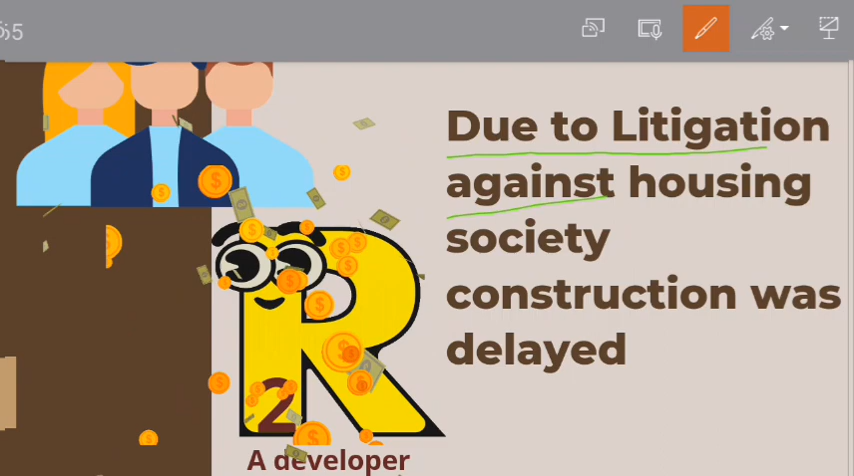 Due to Litigation
against housing
society
construction was
delayed
R
2
A developer